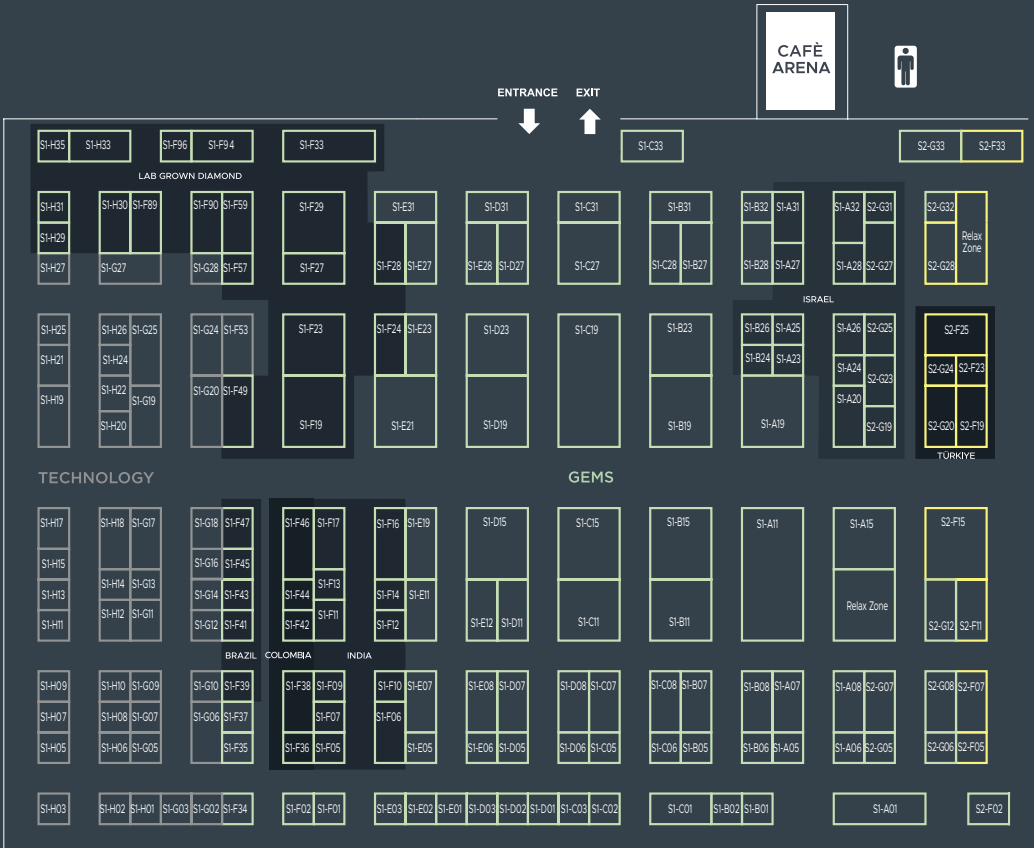 CAFÈ
ARENA
ENTRANCE EXIT
S1-H35 S1-H33 S1-F96 S1-F94 S1-F33 S1-C33 S2-G33 S2-F33
LAB GROWN DIAMOND
S1-H31 S1-H30 S1-F89 S1-F90 S1-F59 S1-F29 S1-E31 S1-D31 S1-C31 S1-B31 S1-B32 S1-A31 S1-A32 S2-G31 S2-G32
S1-H29 Relax
Zone
S1-H27 S1-G27 S1-G28 S1-F57 S1-F27 S1-F28 S1-E27 S1-E28 S1-D27 S1-C27 S1-C28 S1-B27 S1-B28 S1-A27 S1-A28 S2-G27 S2-G28
ISRAEL
S1-H25 S1-H26 S1-G25 S1-G24 S1-F53 S1-F23 S1-F24 S1-E23 S1-D23 S1-C19 S1-B23 S1-B26 S1-A25 S1-A26 S2-G25 S2-F25
S1-H21 S1-H24 S1-B24 S1-A23
S1-A24 S2-G23 S2-G24 S2-F23
S1-H19 S1-H22 S1-G19 S1-G20 S1-F49 S1-A20
S1-H20 S1-F19 S1-E21 S1-D19 S1-B19 S1-A19 S2-G19 S2-G20 S2-F19
TÜRKIYE
TECHNOLOGY GEMS
S1-H17 S1-H18 S1-G17 S1-G18 S1-F47 S1-F46 S1-F17 S1-F16 S1-E19 S1-D15 S1-C15 S1-B15 S1-A11 S1-A15 S2-F15
S1-H15 S1-G16 S1-F45
S1-H13 S1-H14 S1-G13 S1-G14 S1-F43 S1-F44 S1-F13 S1-F14 S1-E11
S1-H11 S1-H12 S1-G11 S1-G12 S1-F41 S1-F42 S1-F11 S1-F12 S1-E12 S1-D11 S1-C11 S1-B11 Relax Zone S2-G12 S2-F11
BRAZIL COLOMBIA INDIA
S1-H09 S1-H10 S1-G09 S1-G10 S1-F39 S1-F38 S1-F09 S1-F10 S1-E07 S1-E08 S1-D07 S1-D08 S1-C07 S1-C08 S1-B07 S1-B08 S1-A07 S1-A08 S2-G07 S2-G08 S2-F07
S1-H07 S1-H08 S1-G07 S1-G06 S1-F37 S1-F07 S1-F06
S1-H05 S1-H06 S1-G05 S1-F35 S1-F36 S1-F05 S1-E05 S1-E06 S1-D05 S1-D06 S1-C05 S1-C06 S1-B05 S1-B06 S1-A05 S1-A06 S2-G05 S2-G06 S2-F05
S1-H03 S1-H02 S1-H01 S1-G03 S1-G02 S1-F34 S1-F02 S1-F01 S1-E03 S1-E02 S1-E01 S1-D03 S1-D02 S1-D01 S1-C03 S1-C02 S1-C01 S1-B02 S1-B01 S1-A01 S2-F02